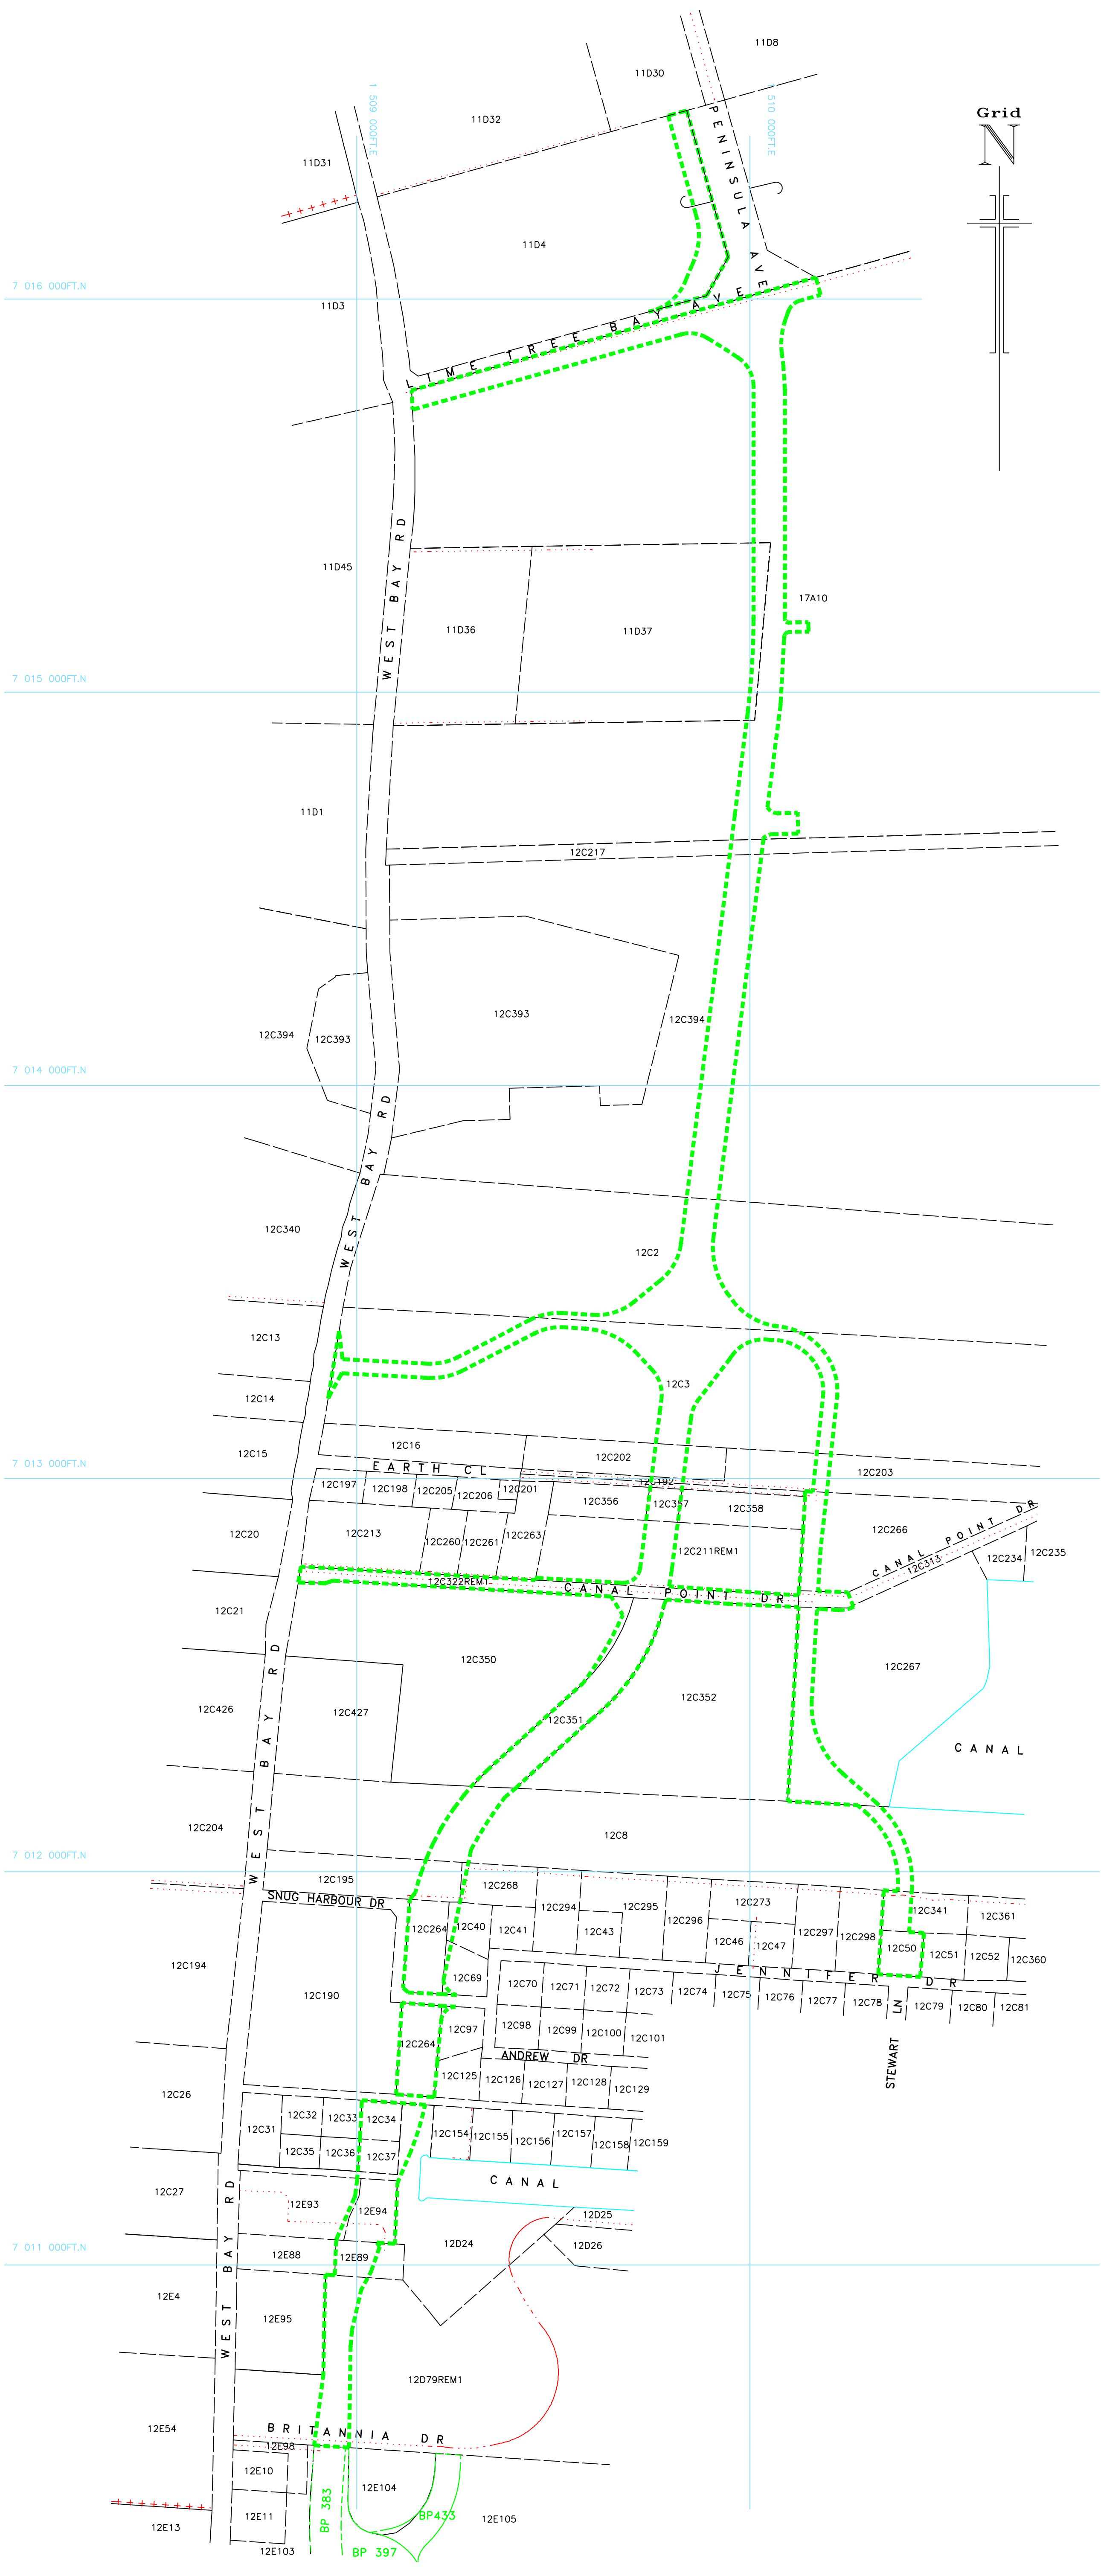 11D8
11D30
1 509 000FT.E
510 000FT.E
Grid
N
11D32
PENINSULA AVE
11D31
11D4
7 016 000FT.N
11D3
LIME TREE BAY AVE
WEST BAY RD
11D45
17A10
11D36
11D37
7 015 000FT.N
11D1
12C217
12C393
12C394
12C393
12C394
7 014 000FT.N
WEST BAY RD
12C340
12C2
12C13
12C3
12C14
12C16
12C15
12C202
12C203
EARTH CL
7 013 000FT.N
12C192
12C197
12C198
12C205
12C206
12C201
12C356
12C357
12C358
12C20
12C213
12C260
12C261
12C263
12C266
CANAL POINT DR
12C211REM1
12C313
12C234
12C235
12C322REM1
CANAL POINT DR
12C21
WEST BAY RD
12C350
12C267
12C352
12C426
12C427
12C351
CANAL
12C204
12C8
7 012 000FT.N
12C195
SNUG HARBOUR DR
12C268
12C273
12C294
12C295
12C341
12C361
12C264
12C40
12C41
12C43
12C296
12C46
12C47
12C297
12C298
12C50
12C51
12C52
12C360
12C194
12C69
JENNIFER DR
12C190
12C70
12C71
12C72
12C73
12C74
12C75
12C76
12C77
12C78
STEWART LN
12C79
12C80
12C81
12C264
12C97
12C98
12C99
12C100
12C101
ANDREW DR
12C26
12C125
12C126
12C127
12C128
12C129
12C31
12C32
12C33
12C34
12C154
12C155
12C156
12C157
12C158
12C159
12C35
12C36
12C37
CANAL
12C27
WEST BAY RD
12E93
12E94
12D25
12D24
12D26
7 011 000FT.N
12E88
12E89
12E4
12E95
12D79REM1
12E54
BRITANNIA DR
12E98
12E10
12E104
BP 383
BP433
12E105
12E11
12E13
BP 397
12E103